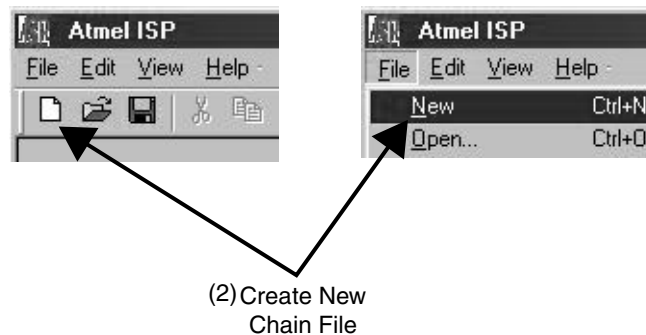 Atmel ISP
File Edit View Help
Atmel ISP
File Edit View Help
New Ctrl+N
Open... Ctrl+O
(2) Create New
Chain File